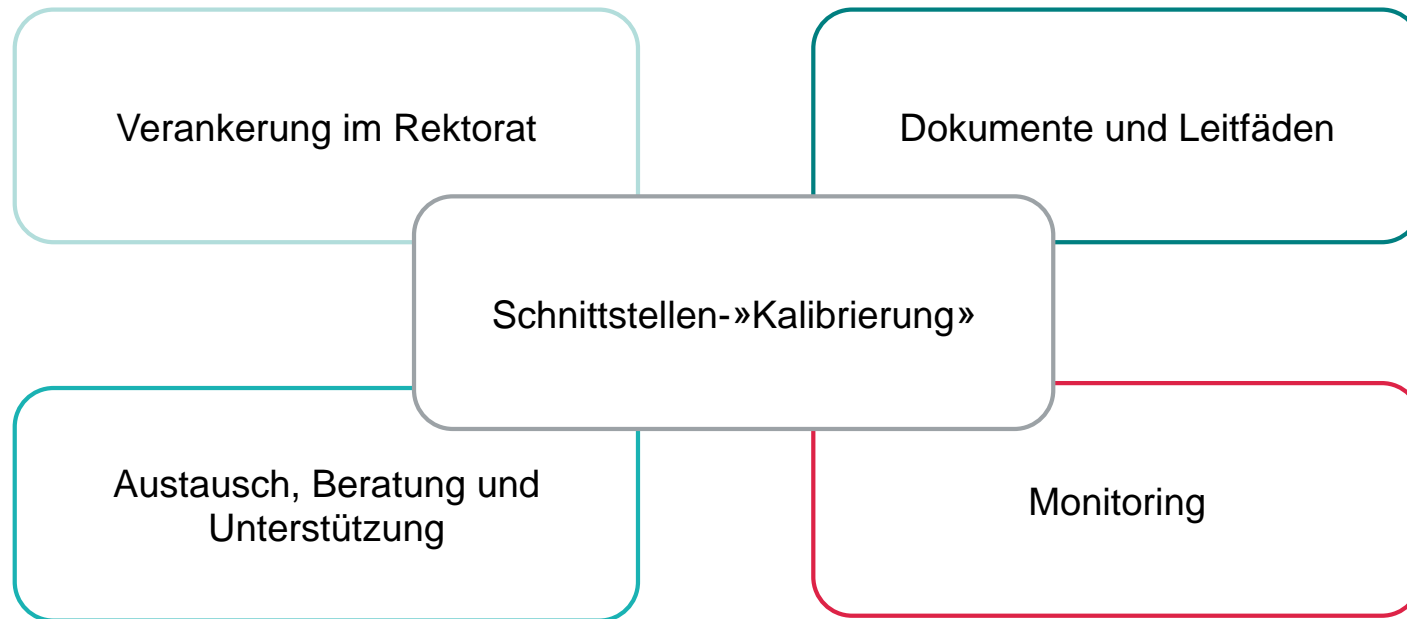 Verankerung im Rektorat
Dokumente und Leitfäden
Schnittstellen-»Kalibrierung»
Austausch, Beratung und
Unterstützung
Monitoring